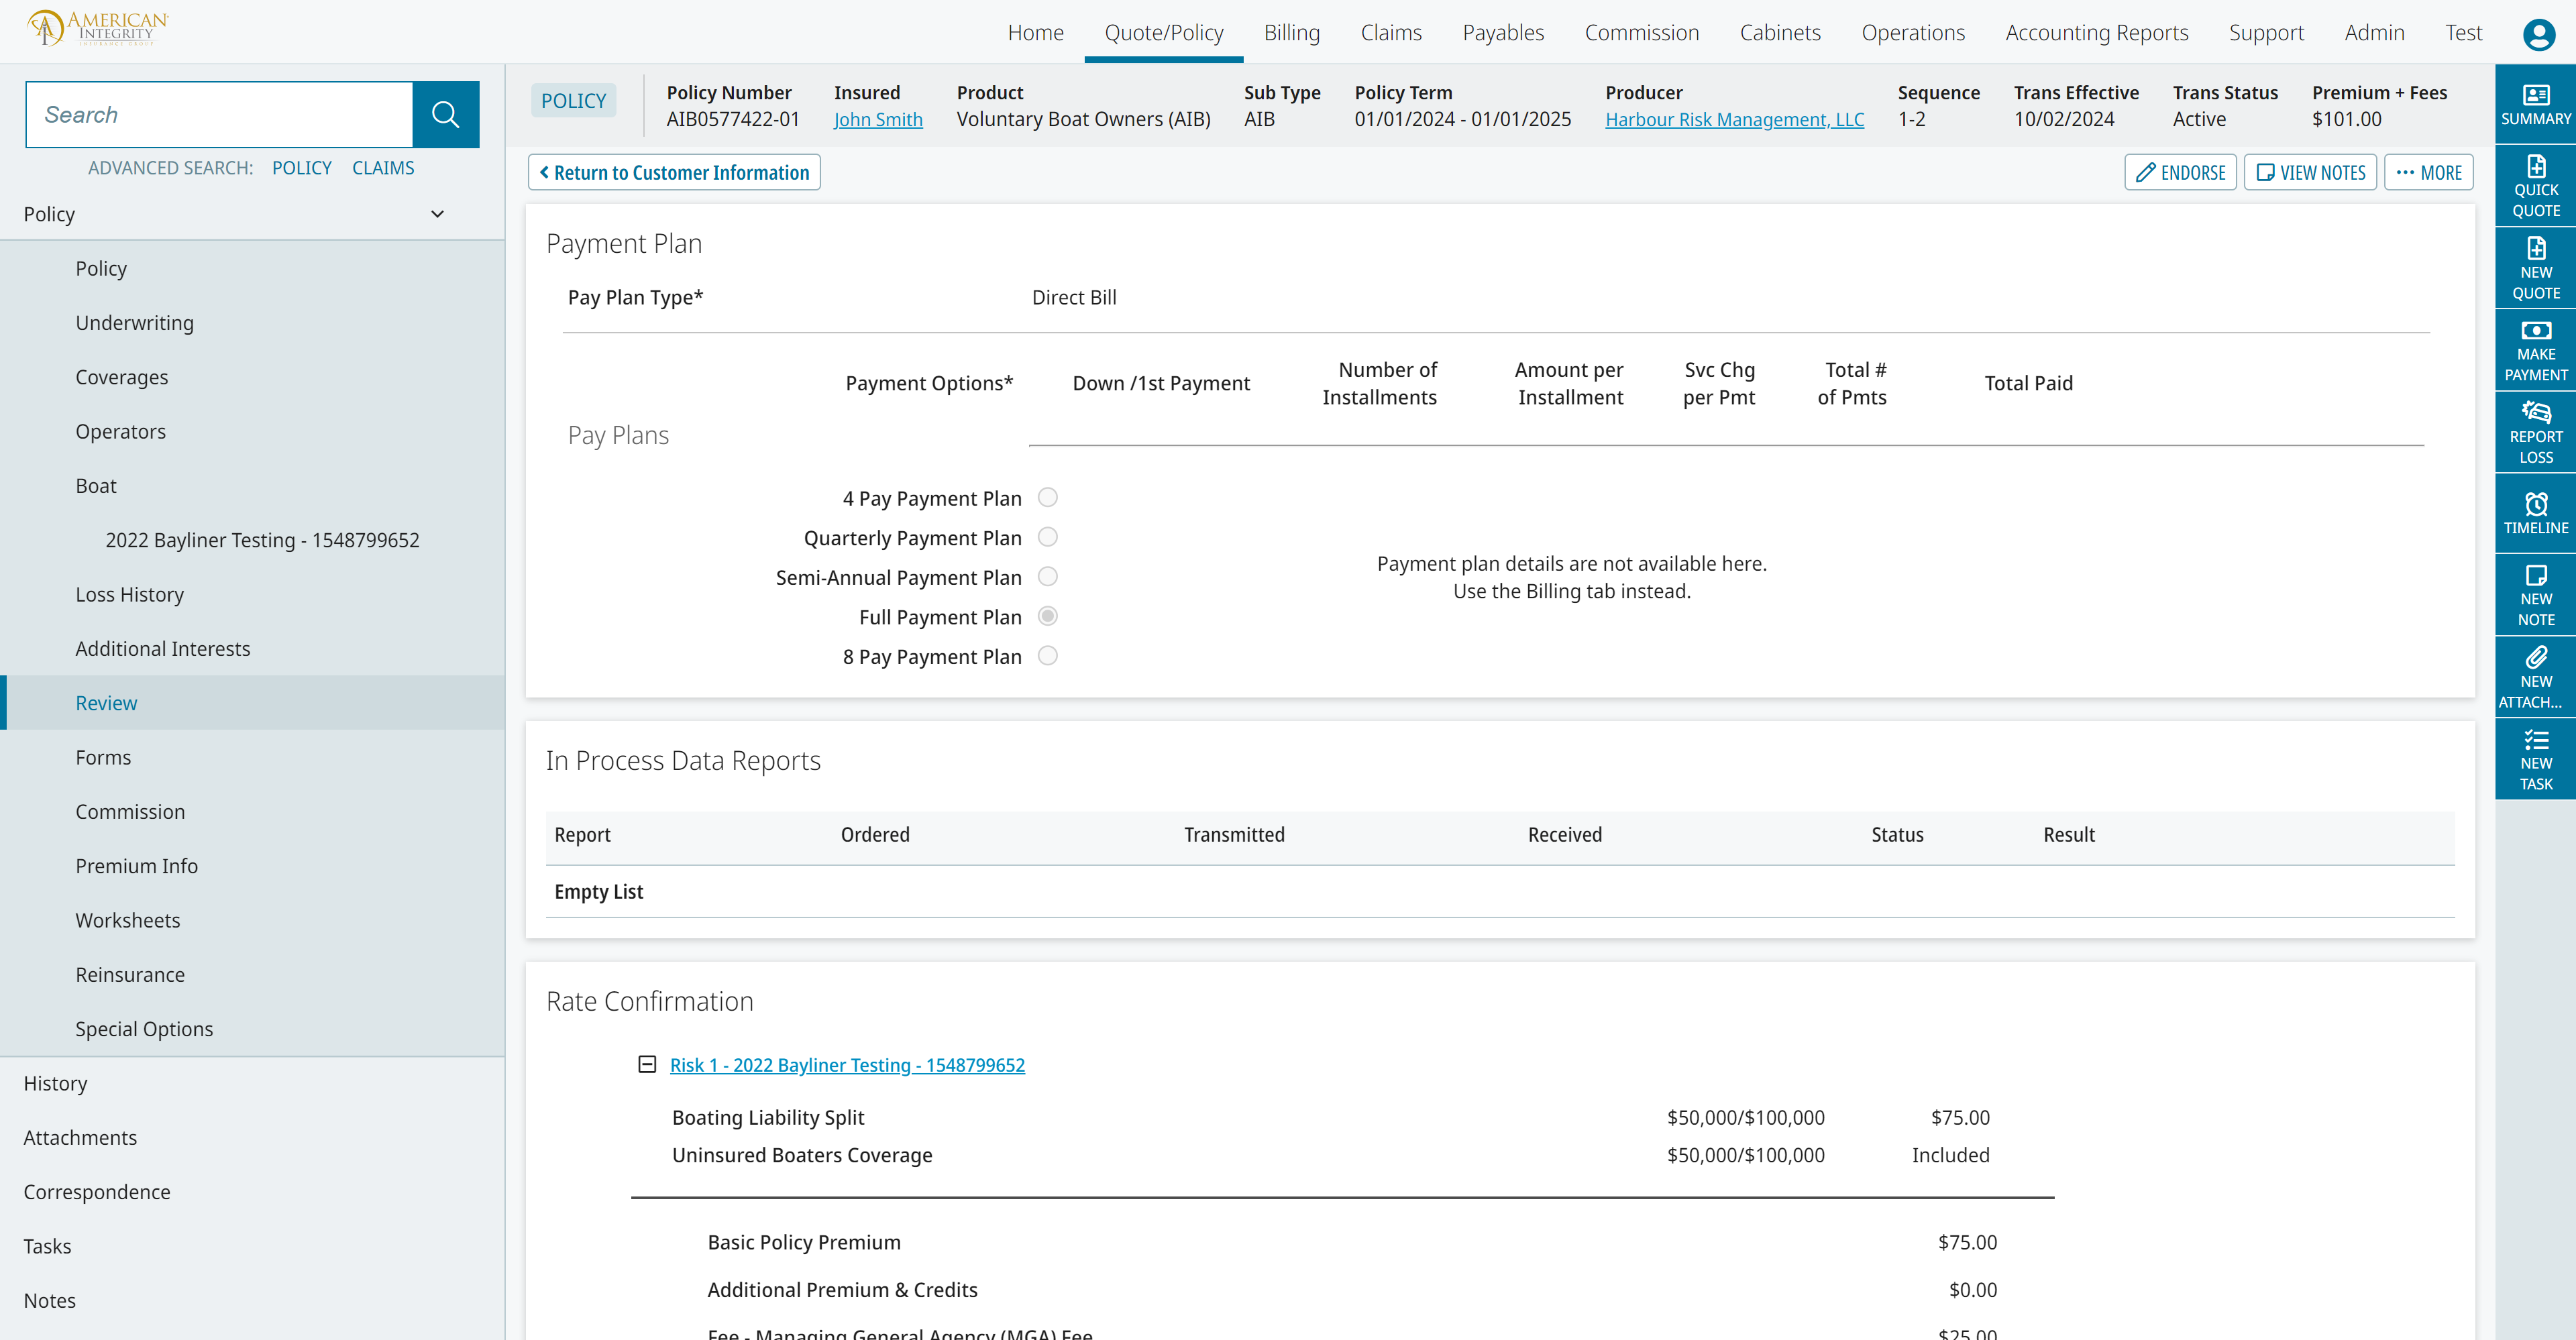 AMERICAN
INTEGRITY
INSURANCE GROUP
Home Quote/Policy Billing Claims Payables Commission Cabinets Operations Accounting Reports Support Admin Test
Search
ADVANCED SEARCH: POLICY CLAIMS
Policy
Policy
Underwriting
Coverages
Operators
Boat
2022 Bayliner Testing - 1548799652
Loss History
Additional Interests
Review
Forms
Commission
Premium Info
Worksheets
Reinsurance
Special Options
History
Attachments
Correspondence
Tasks
Notes
POLICY
Policy Number Insured Product Sub Type Policy Term Producer Sequence Trans Effective Trans Status Premium + Fees
AIB0577422-01 John Smith Voluntary Boat Owners (AIB) AIB 01/01/2024 - 01/01/2025 Harbour Risk Management, LLC 1-2 10/02/2024 Active $101.00
Return to Customer Information
ENDORSE VIEW NOTES MORE
Payment Plan
Pay Plan Type* Direct Bill
Payment Options* Down /1st Payment Number of Installments Amount per Installment Svc Chg per Pmt Total # of Pmts Total Paid
Pay Plans
4 Pay Payment Plan
Quarterly Payment Plan
Semi-Annual Payment Plan
Full Payment Plan
8 Pay Payment Plan
Payment plan details are not available here.
Use the Billing tab instead.
In Process Data Reports
Report Ordered Transmitted Received Status Result
Empty List
Rate Confirmation
Risk 1 - 2022 Bayliner Testing - 1548799652
Boating Liability Split $50,000/$100,000 $75.00
Uninsured Boaters Coverage $50,000/$100,000 Included
Basic Policy Premium $75.00
Additional Premium & Credits $0.00
Fee - Managing General Agency (MGA) Fee $25.00
SUMMARY
QUICK
QUOTE
NEW
QUOTE
MAKE
PAYMENT
REPORT
LOSS
TIMELINE
NEW
NOTE
NEW
ATTACH...
NEW
TASK